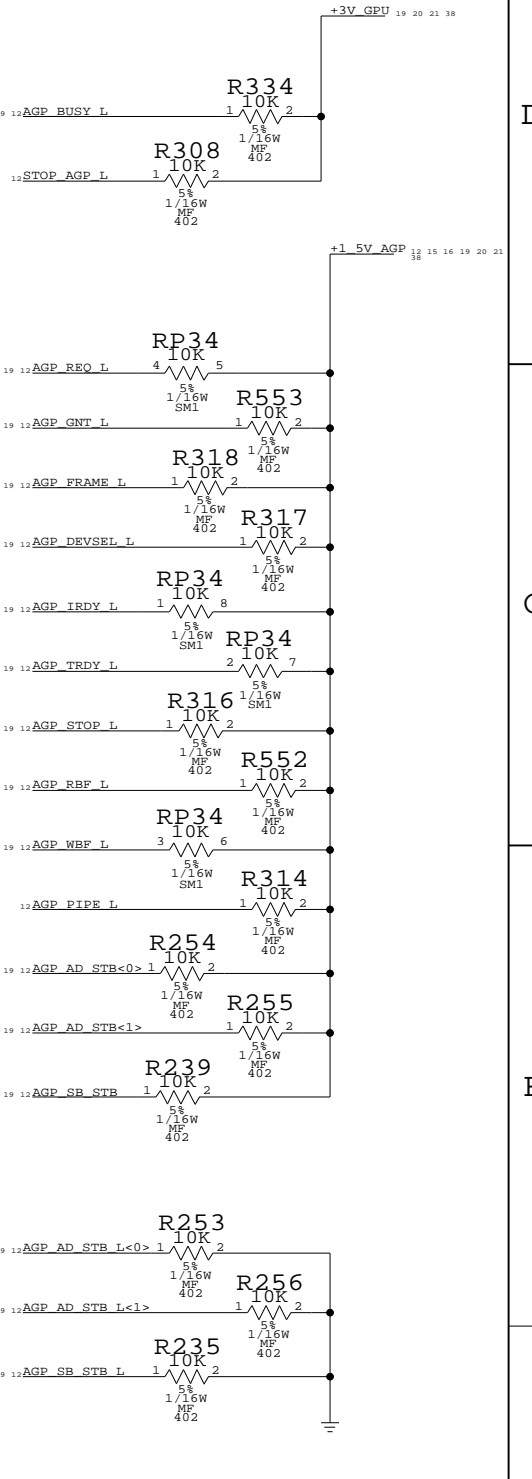 +3V_GPU 19 20 21 38
R334
10K
9 12 AGP_BUSY_L 1 2
5%
1/16W
MF
402
R308
10K
12 STOP_AGP_L 1 2
5%
1/16W
MF
402
+1_5V_AGP 12 15 16 19 20 21
38
RP34
10K
19 12 AGP_REQ_L 4 5
5%
1/16W
SM1
R553
10K
19 12 AGP_GNT_L 1 2
5%
1/16W
MF
402
R318
10K
19 12 AGP_FRAME_L 1 2
5%
1/16W
MF
402
R317
10K
19 12 AGP_DEVSEL_L 1 2
5%
1/16W
MF
402
RP34
10K
19 12 AGP_IRDY_L 1 8
5%
1/16W
SM1
RP34
10K
19 12 AGP_TRDY_L 2 7
5%
1/16W
SM1
R316
10K
19 12 AGP_STOP_L 1 2
5%
1/16W
MF
402
R552
10K
19 12 AGP_RBF_L 1 2
5%
1/16W
MF
402
RP34
10K
19 12 AGP_WBF_L 3 6
5%
1/16W
SM1
R314
10K
12 AGP_PIPE_L 1 2
5%
1/16W
MF
402
R254
10K
19 12 AGP_AD_STB<0> 1 2
5%
1/16W
MF
402
R255
10K
19 12 AGP_AD_STB<1> 1 2
5%
1/16W
MF
402
R239
10K
19 12 AGP_SB_STB 1 2
5%
1/16W
MF
402
R253
10K
9 12 AGP_AD_STB_L<0> 1 2
5%
1/16W
MF
402
R256
10K
9 12 AGP_AD_STB_L<1> 1 2
5%
1/16W
MF
402
R235
10K
9 12 AGP_SB_STB_L 1 2
5%
1/16W
MF
402